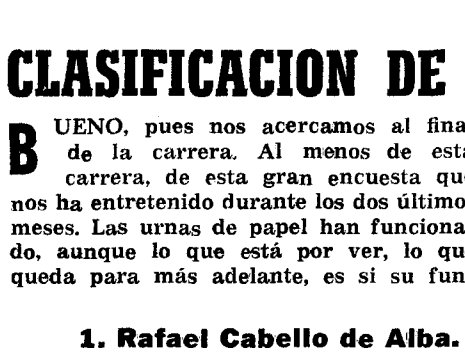 CLASIFICACION DE
BUENO, pues nos acercamos al fina
de la carrera. Al menos de esta
carrera, de esta gran encuesta qu
nos ha entretenido durante los dos último
meses. Las urnas de papel han funciona
do, aunque lo que está por ver, lo qu
queda para más adelante, es si su fun
1. Rafael Cabello de Alba.